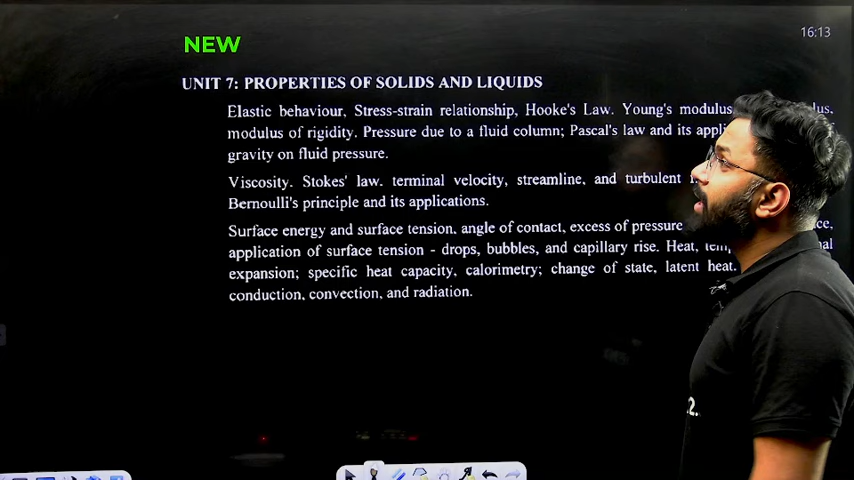 16:13
NEW
UNIT 7: PROPERTIES OF SOLIDS AND LIQUIDS
Elastic behaviour, Stress-strain relationship, Hooke's Law. Young's modulus
modulus of rigidity. Pressure due to a fluid column; Pascal's law and its
gravity on fluid pressure.
Viscosity. Stokes' law. terminal velocity, streamline, and turbulent
Bernoulli's principle and its applications.
Surface energy and surface tension, angle of contact, excess of pressure
application of surface tension - drops, bubbles, and capillary rise. Heat,
expansion; specific heat capacity, calorimetry; change of state, latent heat.
conduction, convection, and radiation.
2.